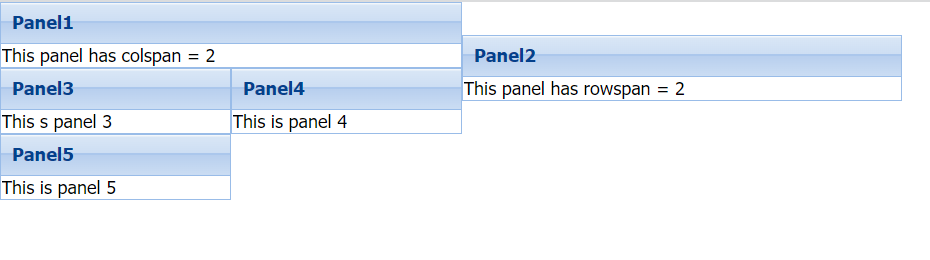 Panel1
This panel has colspan = 2
Panel2
This panel has rowspan = 2
Panel3
This s panel 3
Panel4
This is panel 4
Panel5
This is panel 5